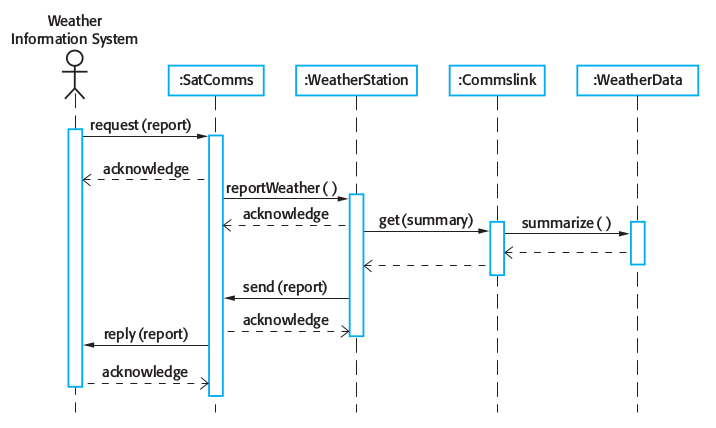 Weather
Information System
:SatComms
:WeatherStation
:Commslink
:WeatherData
request (report)
acknowledge
reportWeather ( )
acknowledge
get (summary)
summarize ( )
send (report)
acknowledge
reply (report)
acknowledge